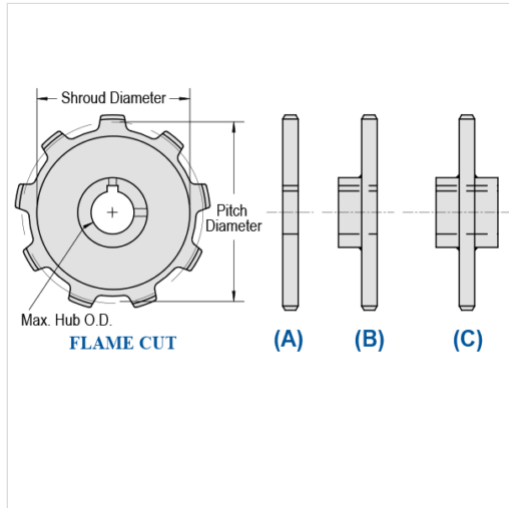 Shroud Diameter
Pitch
Diameter
Max. Hub O.D.
FLAME CUT
(A)
(B)
(C)